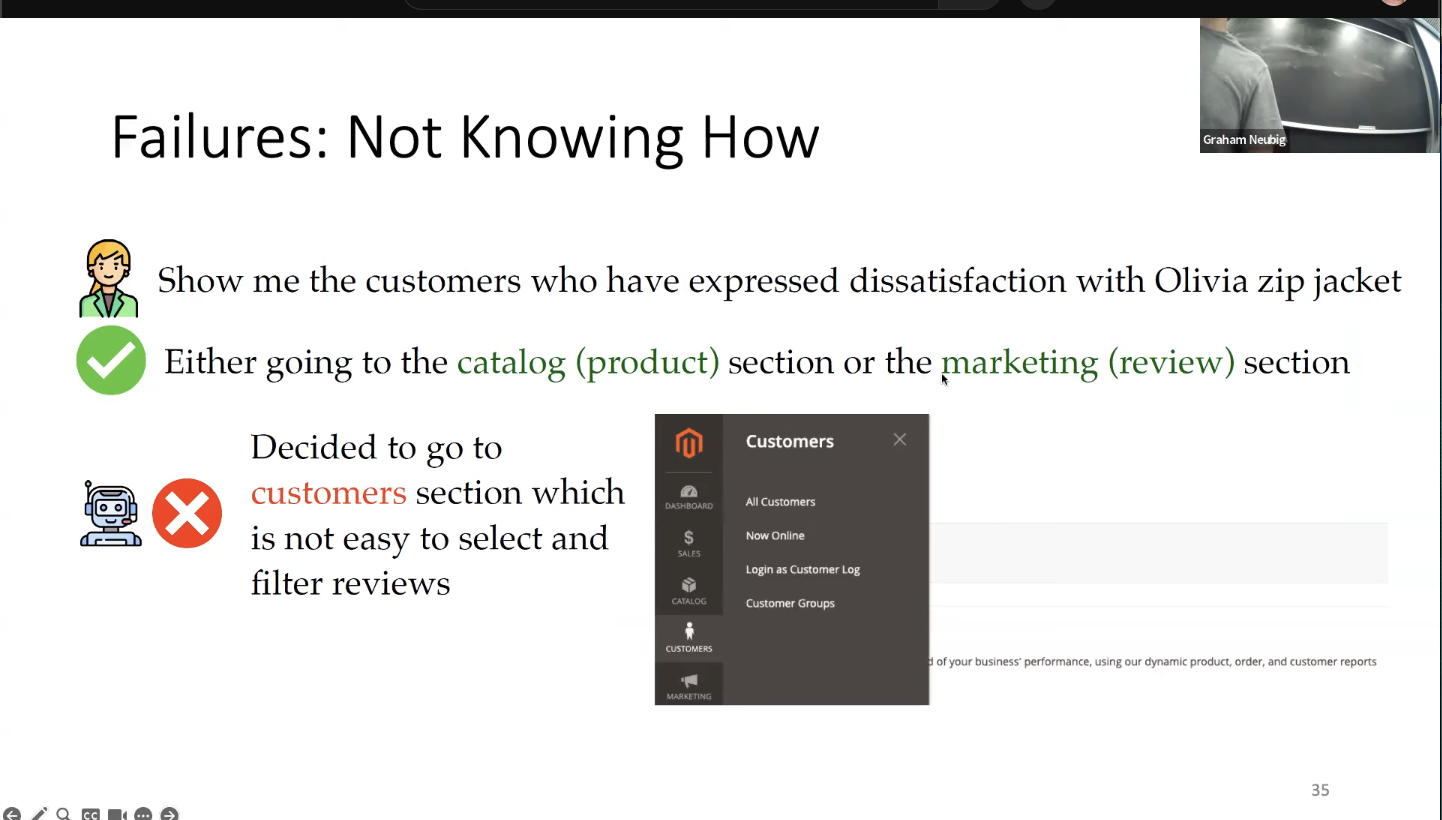 Graham Neubig
Failures: Not Knowing How
Show me the customers who have expressed dissatisfaction with Olivia zip jacket
Either going to the catalog (product) section or the marketing (review) section
Decided to go to
customers section which
is not easy to select and
filter reviews
Customers
All Customers
Now Online
Login as Customer Log
Customer Groups
DASHBOARD
SALES
CATALOG
CUSTOMERS
MARKETING
d of your business' performance, using our dynamic product, order, and customer reports
35
CC